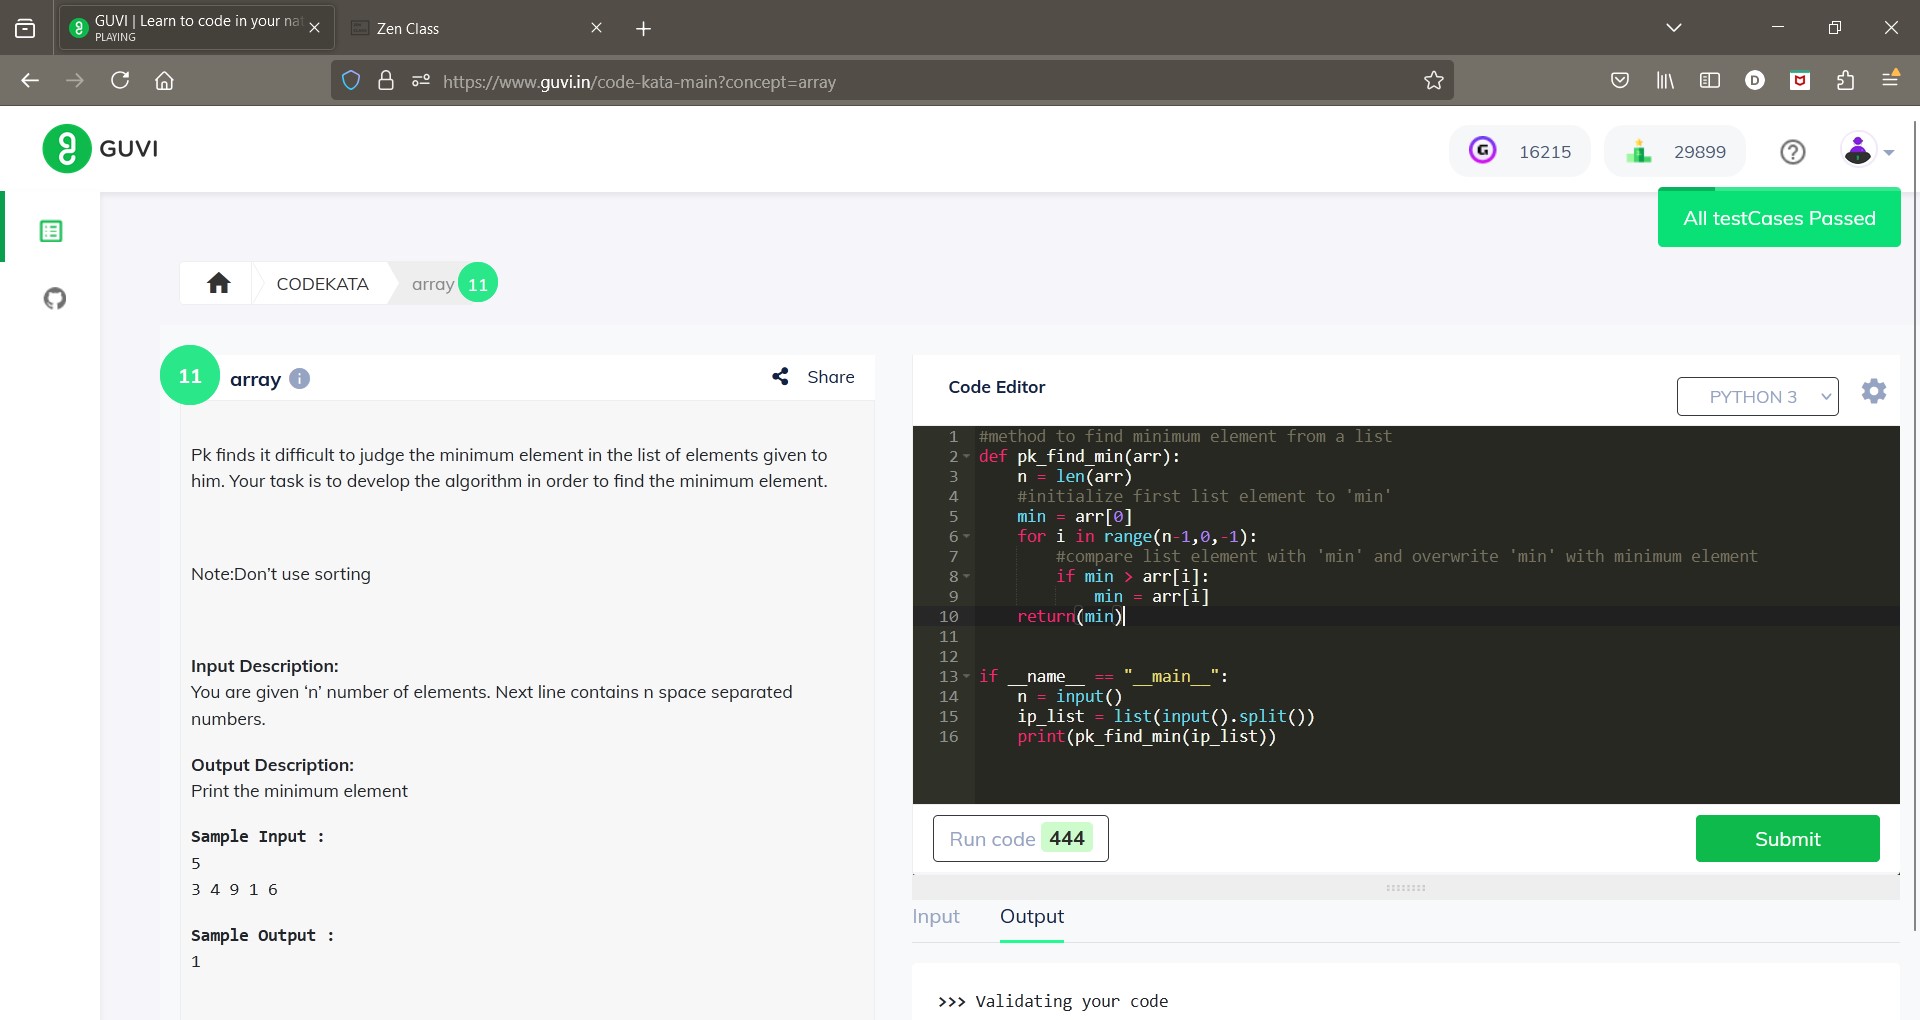 GUVI | Learn to code in your nat
PLAYING
Zen Class
https://www.guvi.in/code-kata-main?concept=array
D
GUVI
G
16215
29899
All testCases Passed
CODEKATA
array
11
11
array
Share
Pk finds it difficult to judge the minimum element in the list of elements given to
him. Your task is to develop the algorithm in order to find the minimum element.
Note:Don’t use sorting
Input Description:
You are given ‘n’ number of elements. Next line contains n space separated
numbers.
Output Description:
Print the minimum element
Sample Input :
5
3 4 9 1 6
Sample Output :
1
Code Editor
PYTHON 3
1 #method to find minimum element from a list
2 def pk_find_min(arr):
3 n = len(arr)
4 #initialize first list element to 'min'
5 min = arr[0]
6 for i in range(n-1,0,-1):
7 #compare list element with 'min' and overwrite 'min' with minimum element
8 if min > arr[i]:
9 min = arr[i]
10 return(min)
11
12
13 if __name__ == "__main__":
14 n = input()
15 ip_list = list(input().split())
16 print(pk_find_min(ip_list))
Run code 444
Submit
Input
Output
>>> Validating your code